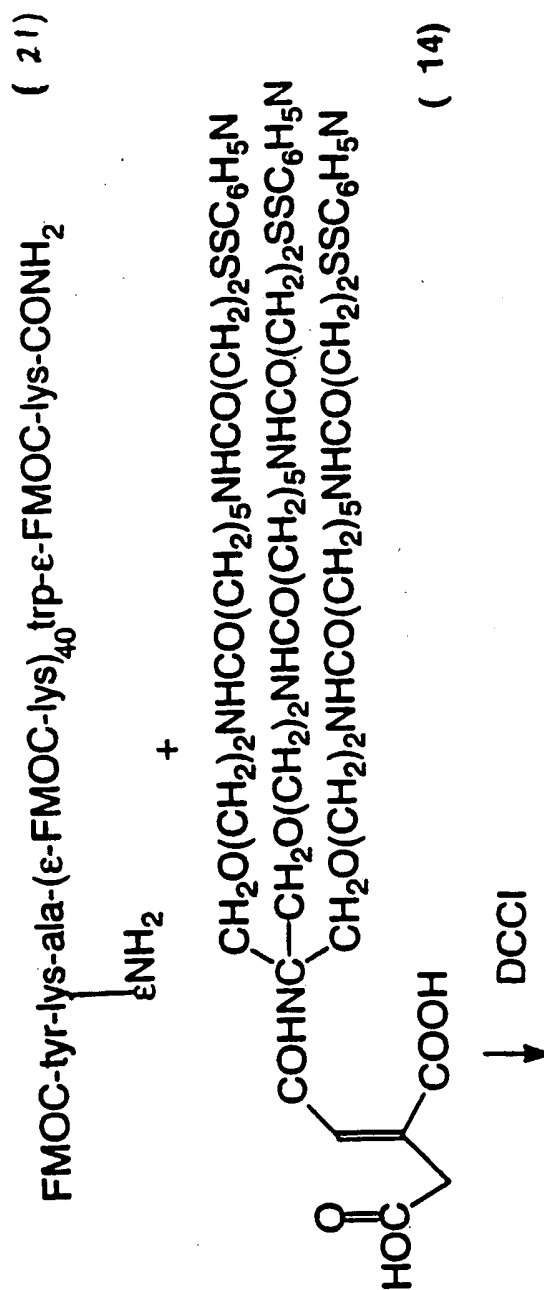 FMOC-tyr-lys-ala-(ε-FMOC-lys)₄₀trp-ε-FMOC-lys-CONH₂
( 21)
εNH₂
+
CH₂O(CH₂)₂NHCO(CH₂)₅NHCO(CH₂)₂SSC₆H₅N
COHNC—CH₂O(CH₂)₂NHCO(CH₂)₅NHCO(CH₂)₂SSC₆H₅N
CH₂O(CH₂)₂NHCO(CH₂)₅NHCO(CH₂)₂SSC₆H₅N
( 14)
O
HOC
COOH
DCCI